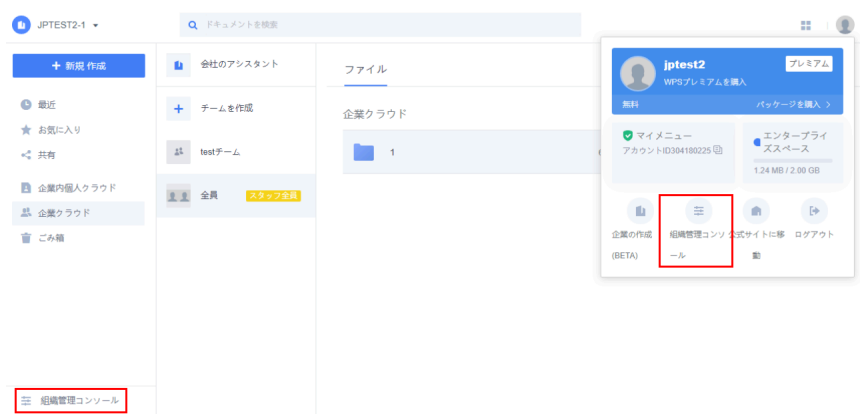 JPTEST2-1
ドキュメントを検索
+ 新規 作成
最近
お気に入り
共有
企業内個人クラウド
企業クラウド
ごみ箱
組織管理コンソール
会社のアシスタント
チームを作成
testチーム
全員 スタッフ全員
ファイル
企業クラウド
1
jptest2
プレミアム
WPSプレミアムを購入
無料
パッケージを購入 >
マイメニュー
アカウントID304180225
エンタープライ
ズスペース
1.24 MB / 2.00 GB
企業の作成
(BETA)
組織管理コンソ
ール
公式サイトに移
動
ログアウト